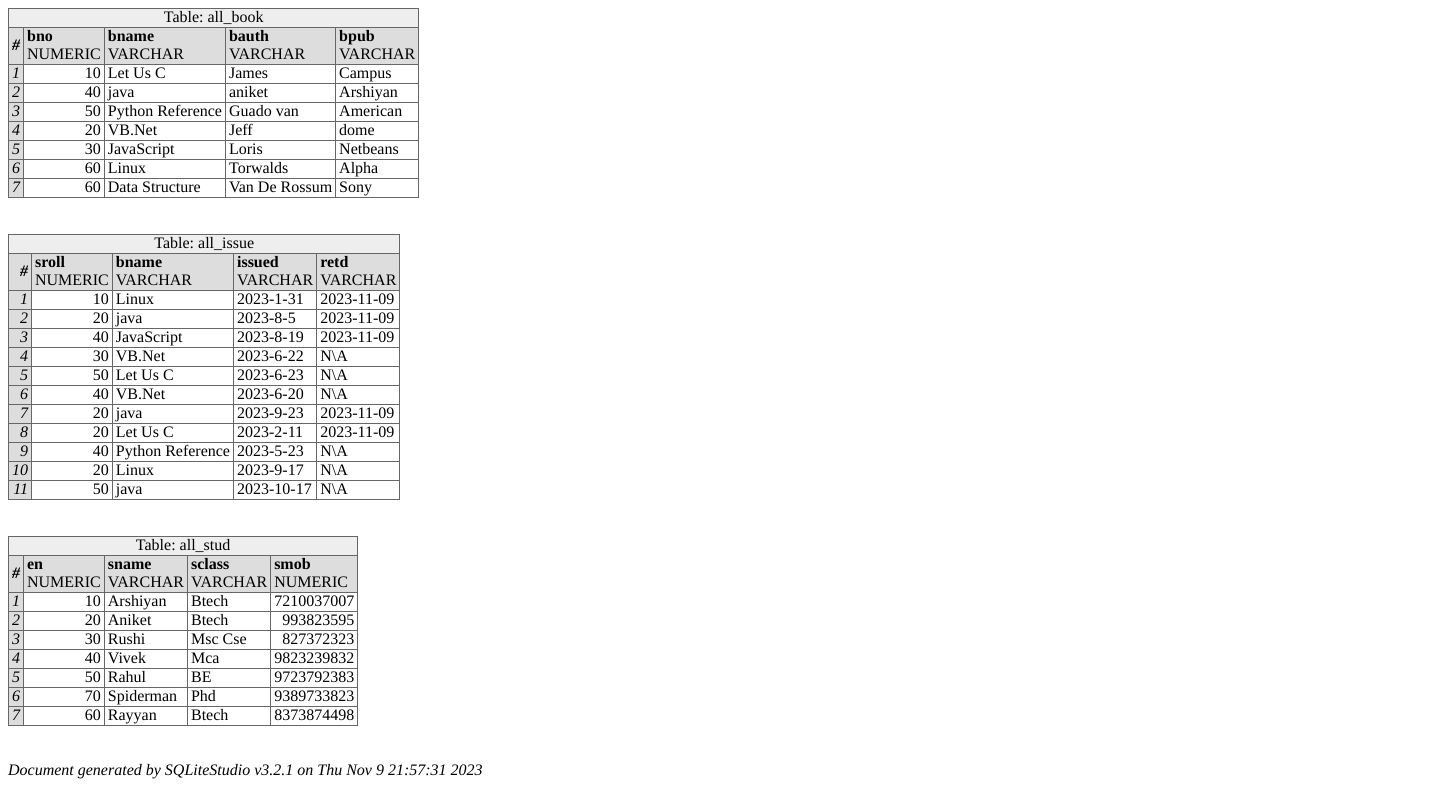 Table: all_book
# bno bname bauth bpub
NUMERIC VARCHAR VARCHAR VARCHAR
1 10 Let Us C James Campus
2 40 java aniket Arshiyan
3 50 Python Reference Guado van American
4 20 VB.Net Jeff dome
5 30 JavaScript Loris Netbeans
6 60 Linux Torwalds Alpha
7 60 Data Structure Van De Rossum Sony
Table: all_issue
# sroll bname issued retd
NUMERIC VARCHAR VARCHAR VARCHAR
1 10 Linux 2023-1-31 2023-11-09
2 20 java 2023-8-5 2023-11-09
3 40 JavaScript 2023-8-19 2023-11-09
4 30 VB.Net 2023-6-22 N\A
5 50 Let Us C 2023-6-23 N\A
6 40 VB.Net 2023-6-20 N\A
7 20 java 2023-9-23 2023-11-09
8 20 Let Us C 2023-2-11 2023-11-09
9 40 Python Reference 2023-5-23 N\A
10 20 Linux 2023-9-17 N\A
11 50 java 2023-10-17 N\A
Table: all_stud
# en sname sclass smob
NUMERIC VARCHAR VARCHAR NUMERIC
1 10 Arshiyan Btech 7210037007
2 20 Aniket Btech 993823595
3 30 Rushi Msc Cse 827372323
4 40 Vivek Mca 9823239832
5 50 Rahul BE 9723792383
6 70 Spiderman Phd 9389733823
7 60 Rayyan Btech 8373874498
Document generated by SQLiteStudio v3.2.1 on Thu Nov 9 21:57:31 2023